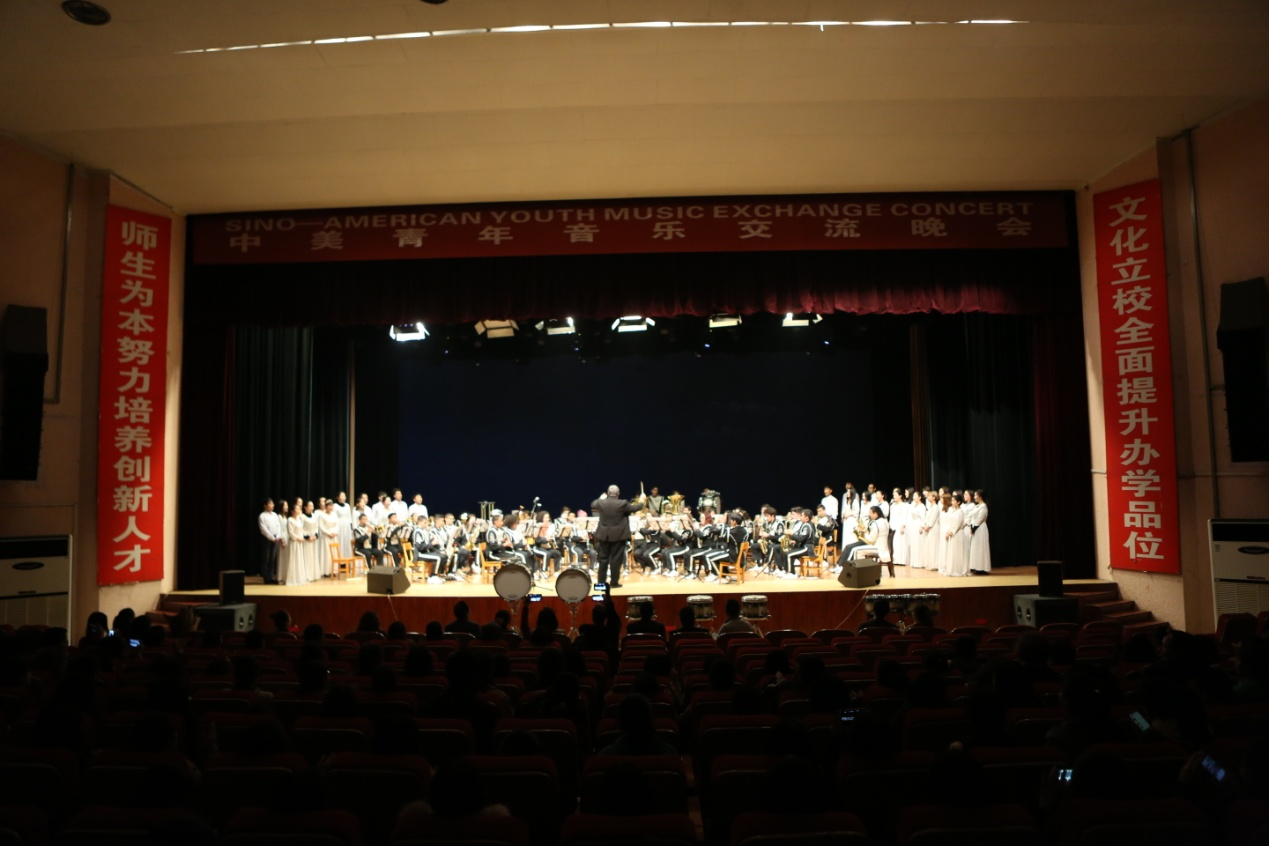 SINO—AMERICAN YOUTH MUSIC EXCHANGE CONCERT
中美青年音乐交流晚会
师生为本努力培养创新人才
文化立校全面提升办学品位